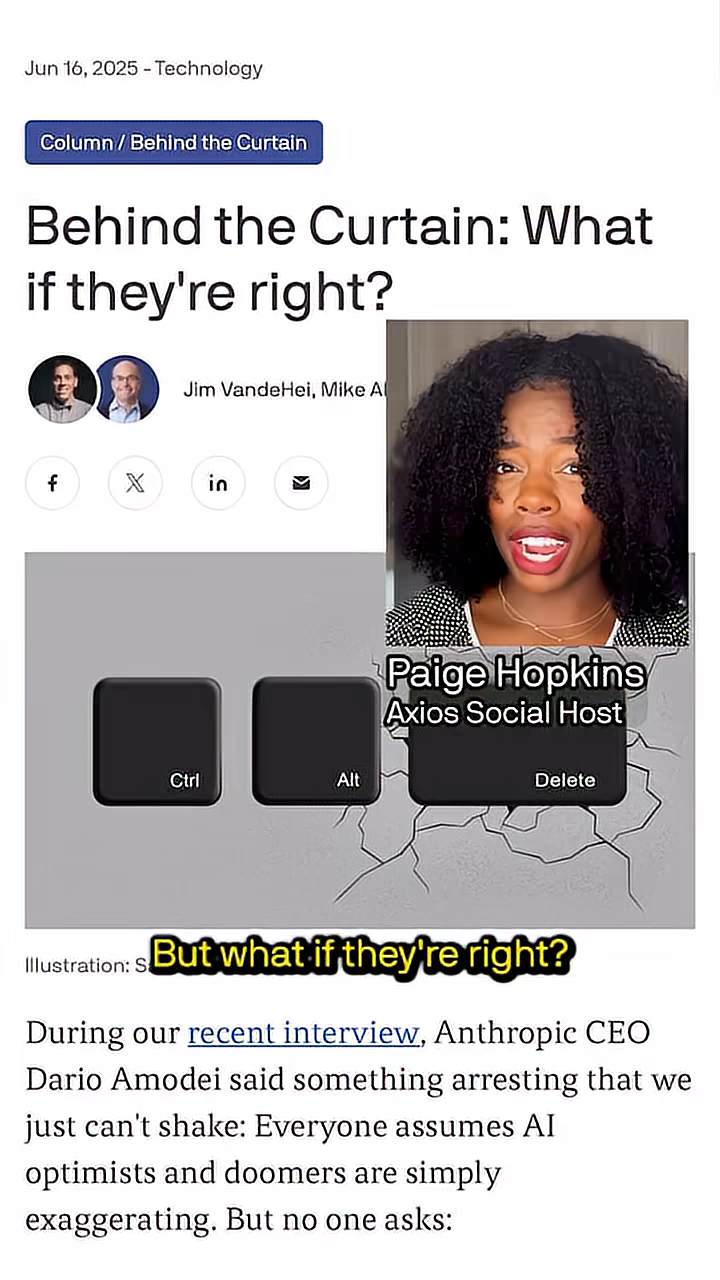 Jun 16, 2025 - Technology
Column / Behind the Curtain
Behind the Curtain: What
if they're right?
Jim VandeHei, Mike
f X in
Paige Hopkins
Axios Social Host
Ctrl Alt Delete
But what if they're right?
Illustration:
During our recent interview, Anthropic CEO
Dario Amodei said something arresting that we
just can't shake: Everyone assumes AI
optimists and doomers are simply
exaggerating. But no one asks: